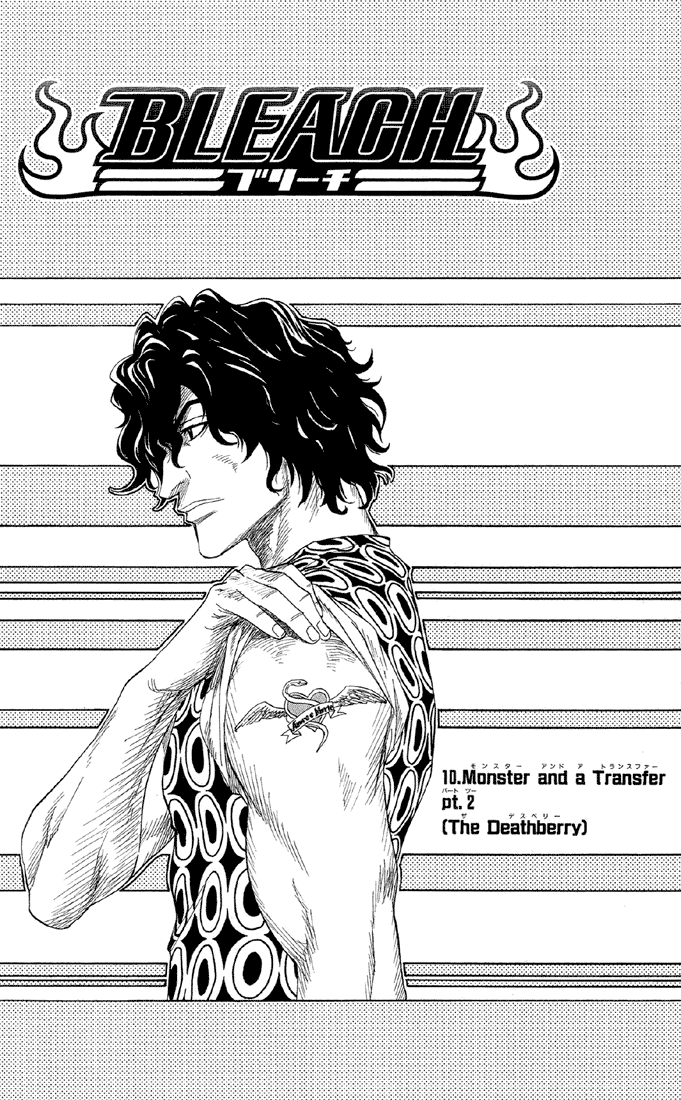 BLEACH
ブリーチ
モンスター アンド ア トランスファー
10.Monster and a Transfer
パート ツー
pt.2
ザ デスベリー
(The Deathberry)